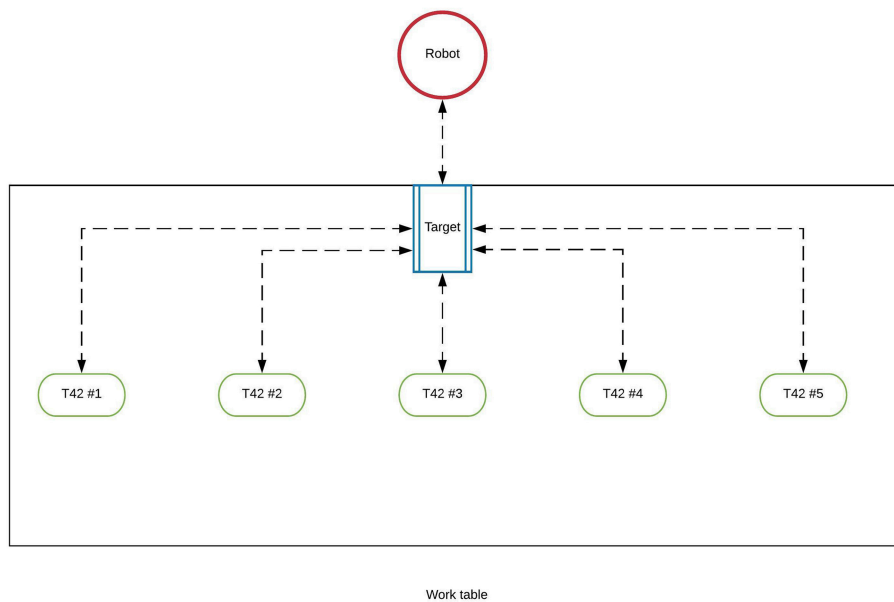 Robot
Target
T42 #1
T42 #2
T42 #3
T42 #4
T42 #5
Work table